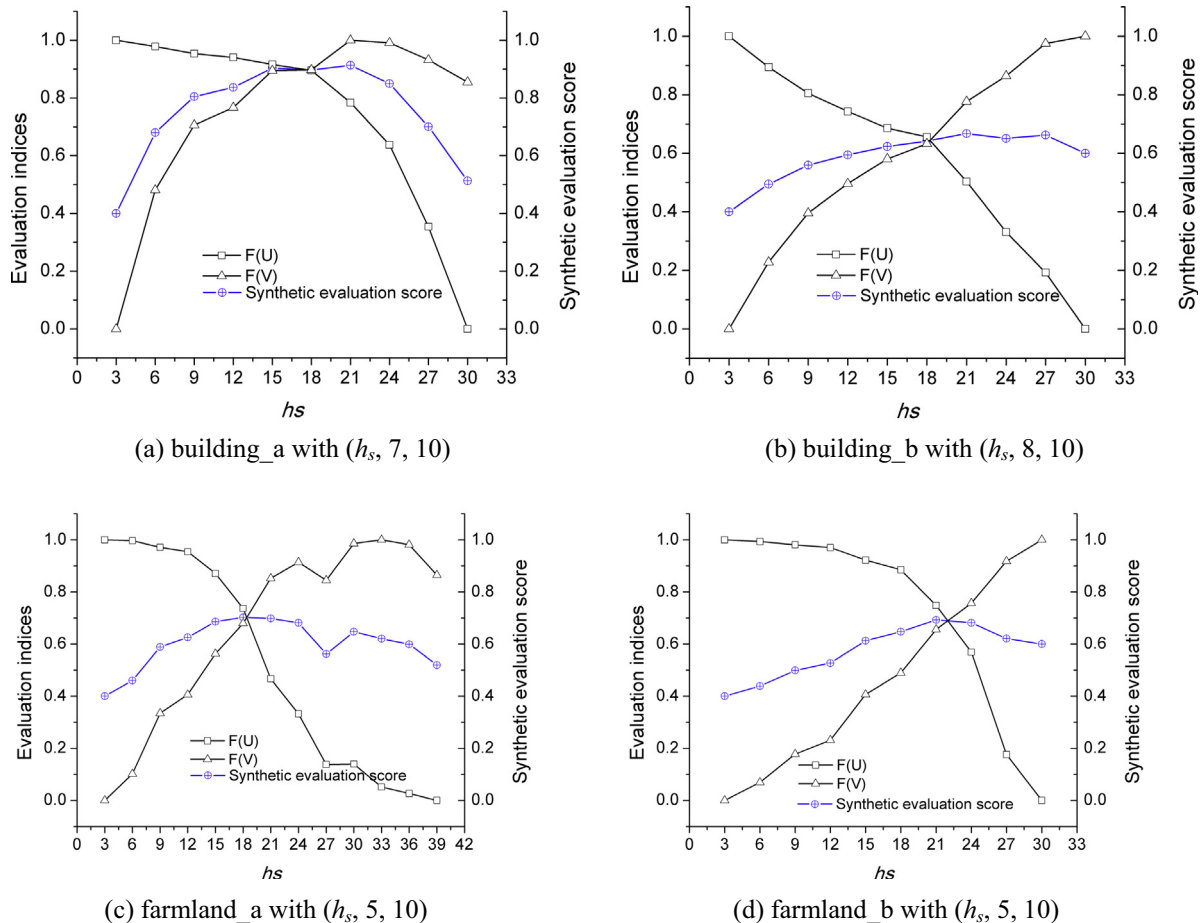 1.0
0.8
0.6
0.4
0.2
0.0
Evaluation indices
1.0
0.8
0.6
0.4
0.2
0.0
Synthetic evaluation score
F(U)
F(V)
Synthetic evaluation score
0 3 6 9 12 15 18 21 24 27 30 33
hs
(a) building_a with (hs, 7, 10)
1.0
0.8
0.6
0.4
0.2
0.0
Evaluation indices
1.0
0.8
0.6
0.4
0.2
0.0
Synthetic evaluation score
F(U)
F(V)
Synthetic evaluation score
0 3 6 9 12 15 18 21 24 27 30 33
hs
(b) building_b with (hs, 8, 10)
1.0
0.8
0.6
0.4
0.2
0.0
Evaluation indices
1.0
0.8
0.6
0.4
0.2
0.0
Synthetic evaluation score
F(U)
F(V)
Synthetic evaluation score
0 3 6 9 12 15 18 21 24 27 30 33 36 39 42
hs
(c) farmland_a with (hs, 5, 10)
1.0
0.8
0.6
0.4
0.2
0.0
Evaluation indices
1.0
0.8
0.6
0.4
0.2
0.0
Synthetic evaluation score
F(U)
F(V)
Synthetic evaluation score
0 3 6 9 12 15 18 21 24 27 30 33
hs
(d) farmland_b with (hs, 5, 10)